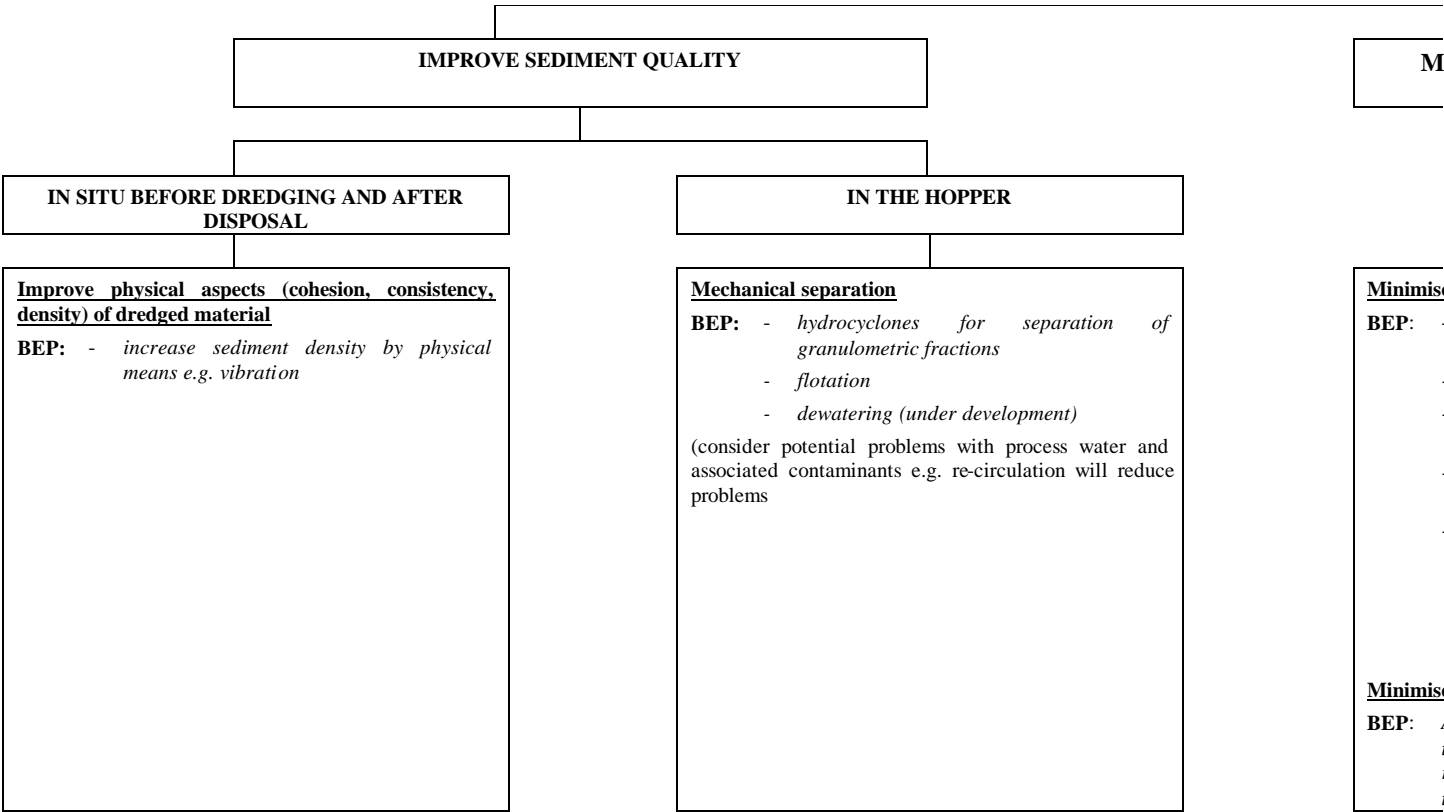 IMPROVE SEDIMENT QUALITY
IN SITU BEFORE DREDGING AND AFTER
DISPOSAL
Improve physical aspects (cohesion, consistency,
density) of dredged material
BEP: - increase sediment density by physical
means e.g. vibration
IN THE HOPPER
Mechanical separation
BEP: - hydrocyclones for separation of
granulometric fractions
- flotation
- dewatering (under development)
(consider potential problems with process water and
associated contaminants e.g. re-circulation will reduce
problems
M
Minimise
BEP: -
-
-
-
-
Minimise
BEP: